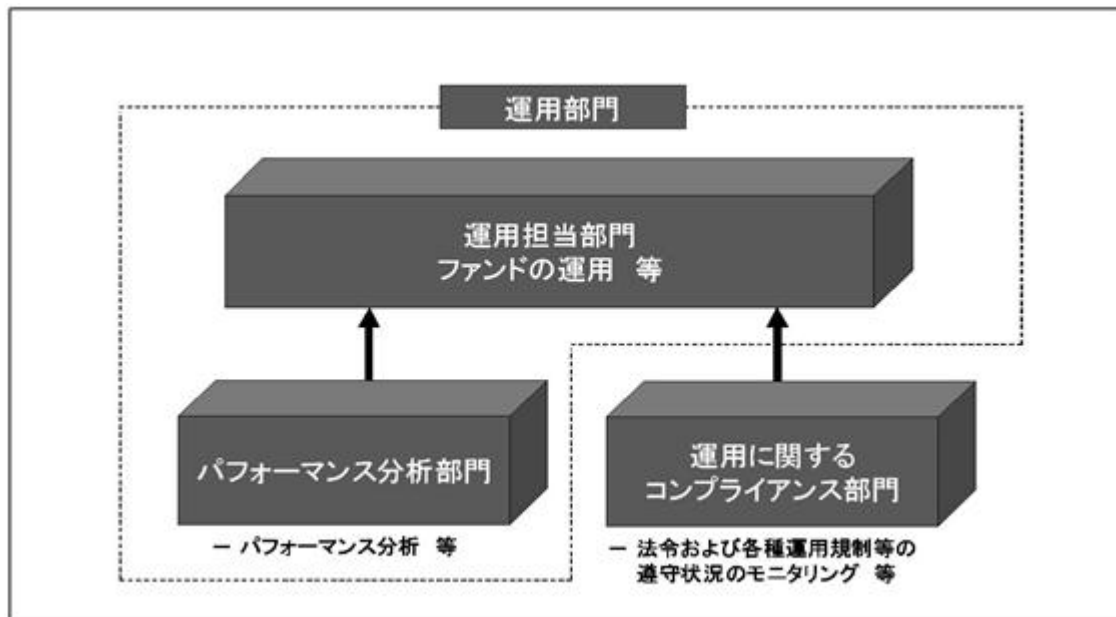 運用部門
運用担当部門
ファンドの運用 等
パフォーマンス分析部門
－ パフォーマンス分析 等
運用に関する
コンプライアンス部門
－ 法令および各種運用規制等の
遵守状況のモニタリング 等